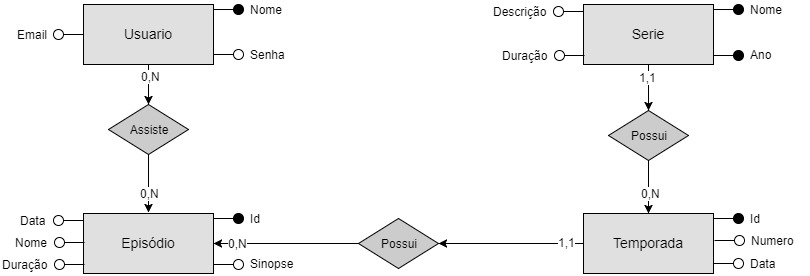 Nome
Email
Usuario
Senha
0,N
Assiste
0,N
Descrição
Nome
Serie
Duração
Ano
1,1
Possui
0,N
Data
Id
Nome
Episódio
0,N
Duração
Sinopse
Possui
1,1
Id
Temporada
Numero
Data